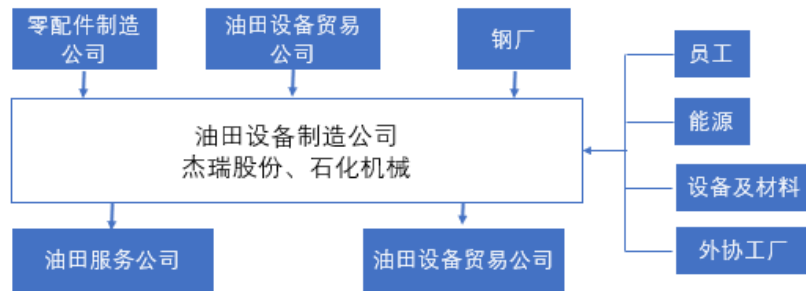 零配件制造
公司
油田设备贸易
公司
钢厂
员工
能源
设备及材料
外协工厂
油田设备制造公司
杰瑞股份、石化机械
油田服务公司
油田设备贸易公司